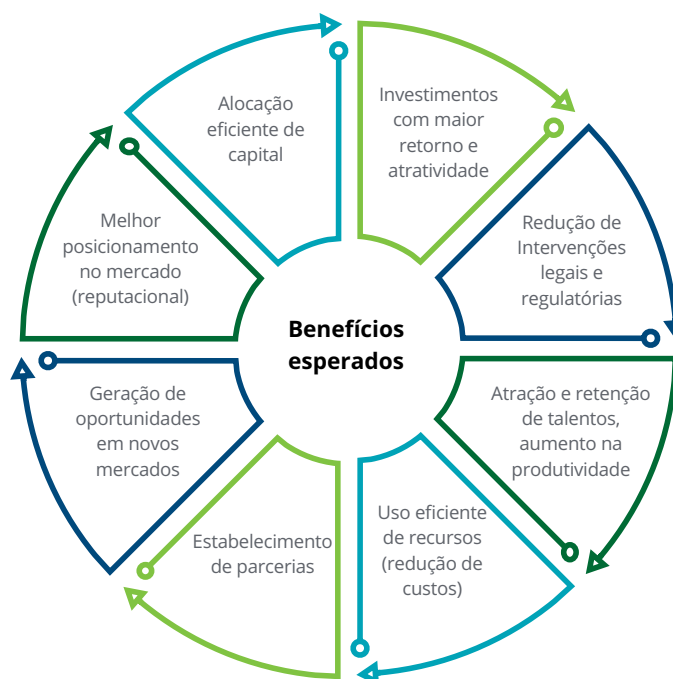 Benefícios
esperados
Investimentos
com maior
retorno e
atratividade
Redução de
Intervenções
legais e
regulatórias
Atração e retenção
de talentos,
aumento na
produtividade
Uso eficiente
de recursos
(redução de
custos)
Estabelecimento
de parcerias
Geração de
oportunidades
em novos
mercados
Melhor
posicionamento
no mercado
(reputacional)
Alocação
eficiente de
capital